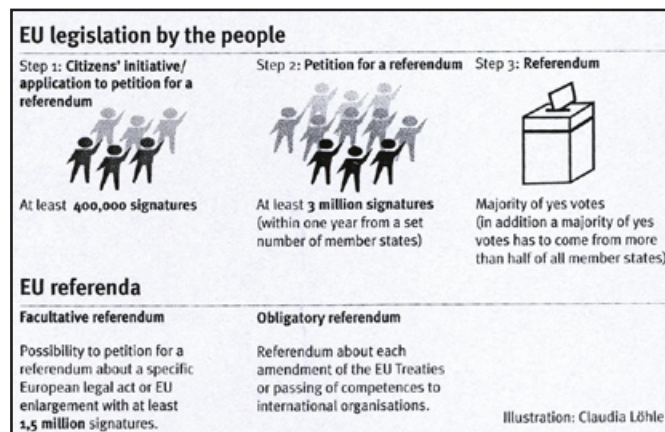 EU legislation by the people
Step 1: Citizens' initiative/
application to petition for a
referendum
At least 400,000 signatures
Step 2: Petition for a referendum
At least 3 million signatures
(within one year from a set
number of member states)
Step 3: Referendum
Majority of yes votes
(in addition a majority of yes
votes has to come from more
than half of all member states)
EU referenda
Facultative referendum
Possibility to petition for a
referendum about a specific
European legal act or EU
enlargement with at least
1,5 million signatures.
Obligatory referendum
Referendum about each
amendment of the EU Treaties
or passing of competences to
international organisations.
Illustration: Claudia Löhle